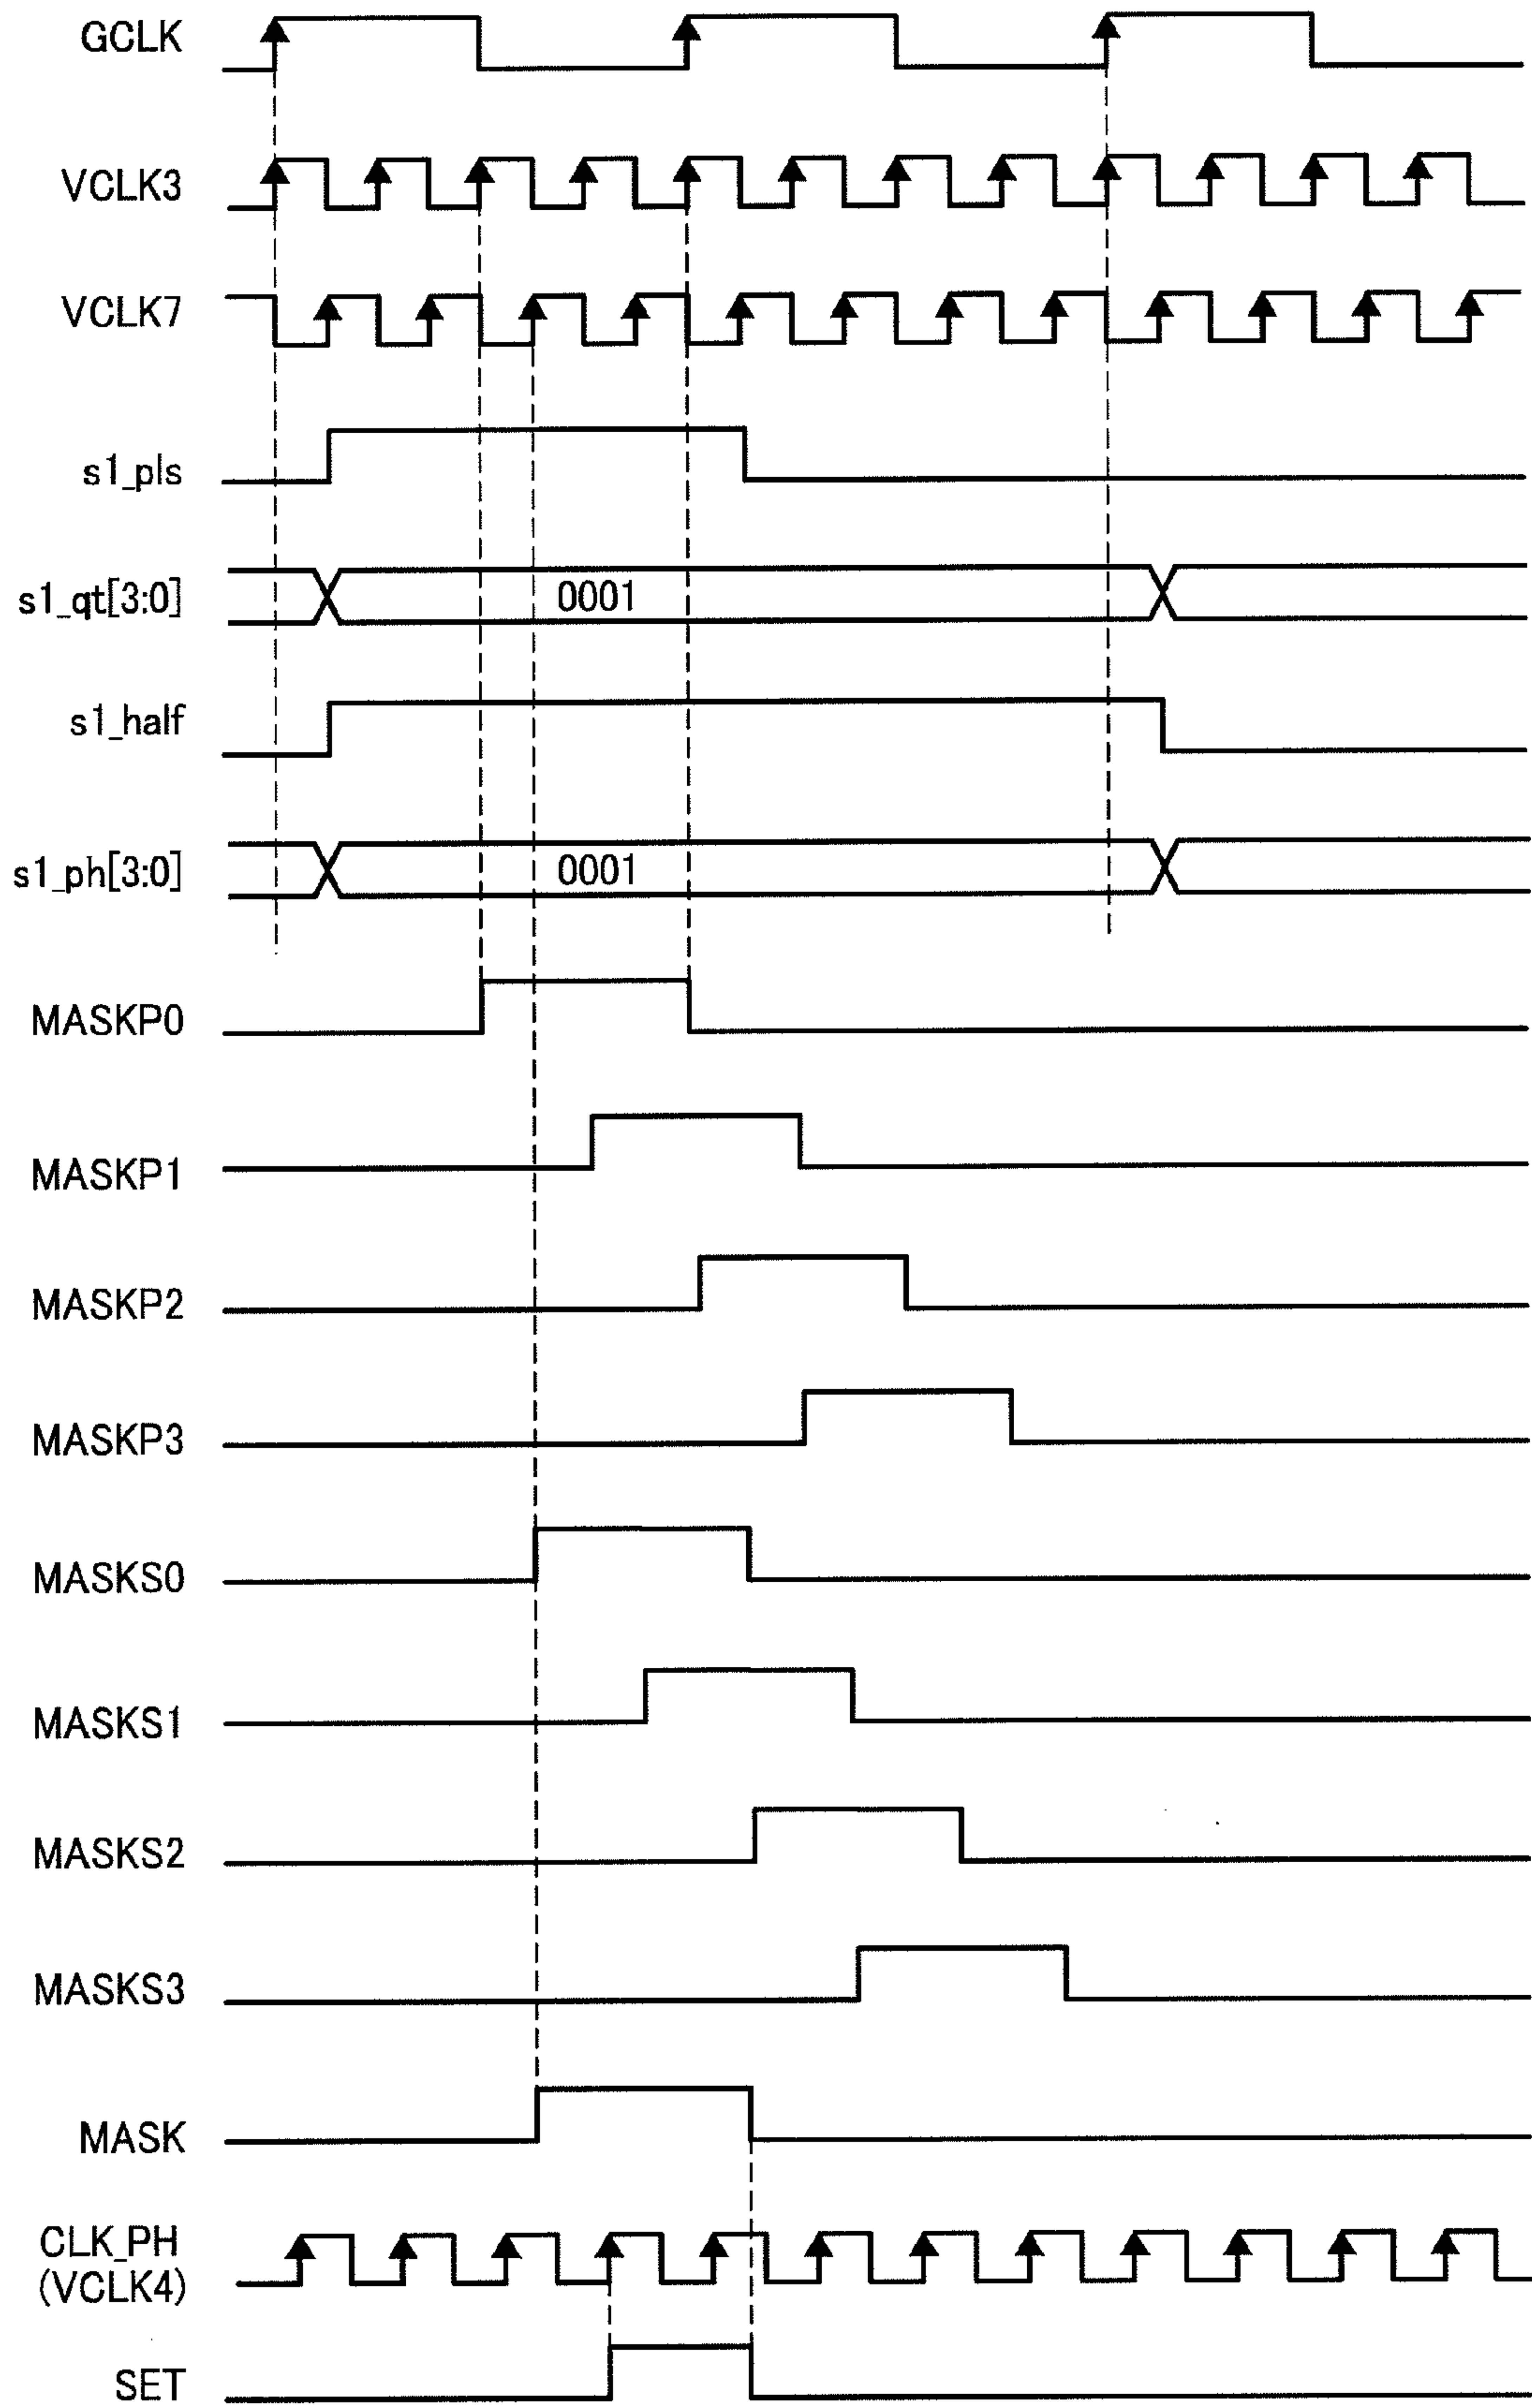 GCLK
VCLK3
VCLK7
s1_pls
s1_qt[3:0]
0001
s1_half
s1_ph[3:0]
0001
MASKP0
MASKP1
MASKP2
MASKP3
MASKS0
MASKS1
MASKS2
MASKS3
MASK
CLK_PH
(VCLK4)
SET